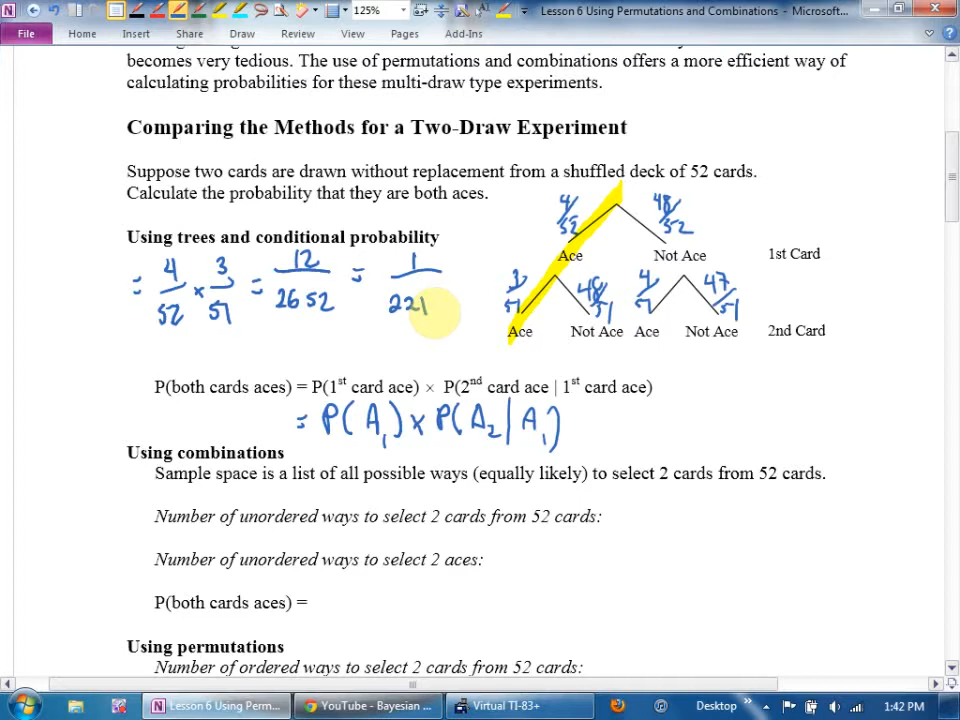 125%
Lesson 6 Using Permutations and Combinations - Microsoft...
File Home Insert Share Draw Review View Pages Add-Ins
becomes very tedious. The use of permutations and combinations offers a more efficient way of
calculating probabilities for these multi-draw type experiments.
Comparing the Methods for a Two-Draw Experiment
Suppose two cards are drawn without replacement from a shuffled deck of 52 cards.
Calculate the probability that they are both aces.
4/52 48/52
Using trees and conditional probability
Ace Not Ace 1st Card
= 4/52 × 3/51 = 12/2652 = 1/221
3/51 48/51 4/51 47/51
Ace Not Ace Ace Not Ace 2nd Card
P(both cards aces) = P(1st card ace) × P(2nd card ace | 1st card ace)
= P(A₁) × P(A₂|A₁)
Using combinations
Sample space is a list of all possible ways (equally likely) to select 2 cards from 52 cards.
Number of unordered ways to select 2 cards from 52 cards:
Number of unordered ways to select 2 aces:
P(both cards aces) =
Using permutations
Number of ordered ways to select 2 cards from 52 cards:
Lesson 6 Using Perm... YouTube - Bayesian ... Virtual TI-83+ Desktop 1:42 PM